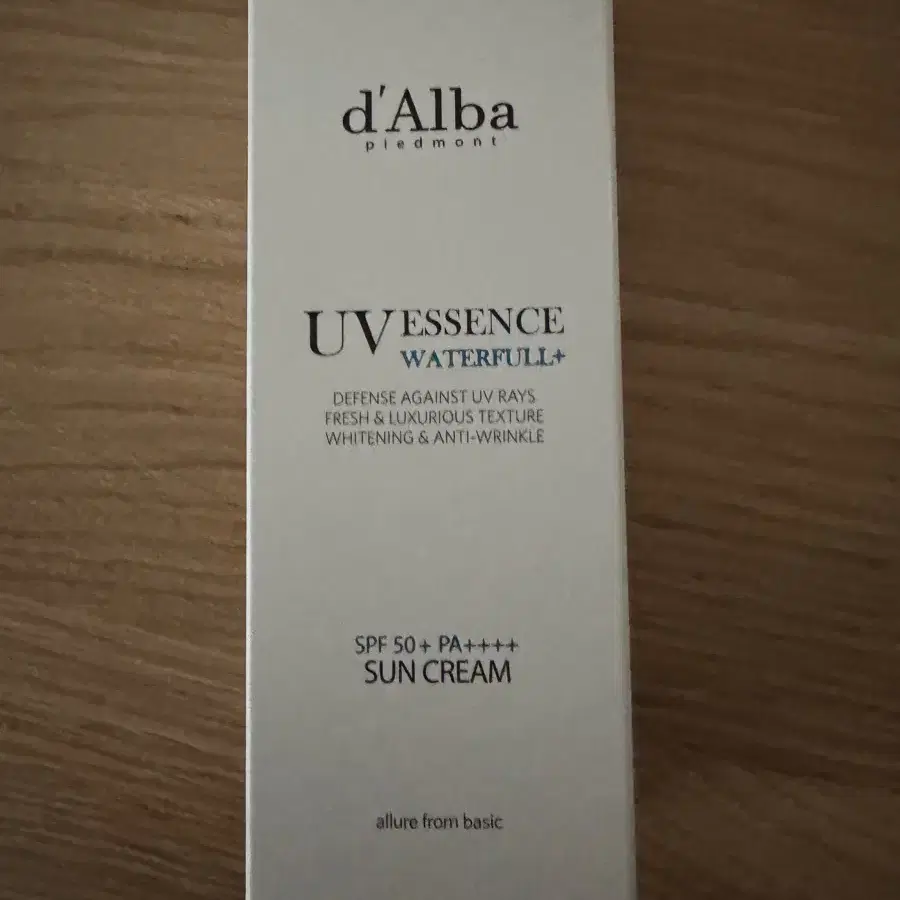 d'Alba
piedmont
UV ESSENCE
WATERFULL+
DEFENSE AGAINST UV RAYS
FRESH & LUXURIOUS TEXTURE
WHITENING & ANTI-WRINKLE
SPF 50+ PA++++
SUN CREAM
allure from basic